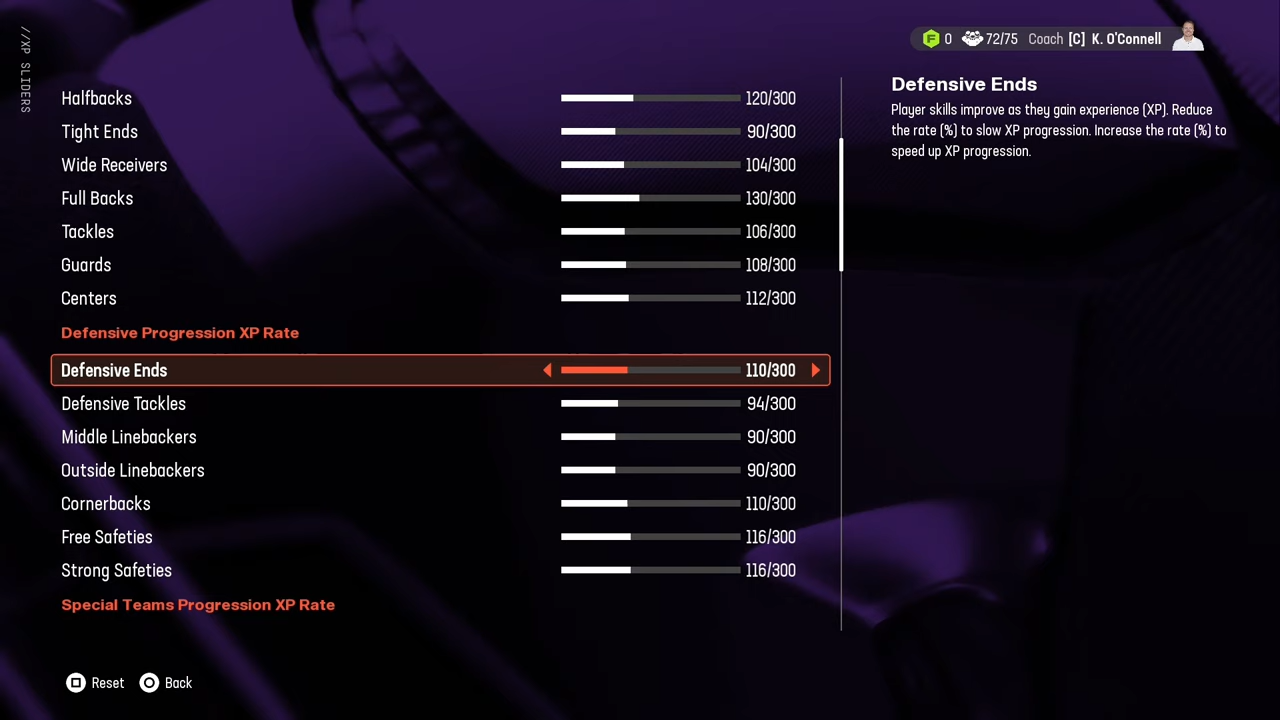 //XP SLIDERS
F 0 72/75 Coach [C] K. O'Connell
Halfbacks 120/300
Tight Ends 90/300
Wide Receivers 104/300
Full Backs 130/300
Tackles 106/300
Guards 108/300
Centers 112/300
Defensive Progression XP Rate
Defensive Ends 110/300
Defensive Tackles 94/300
Middle Linebackers 90/300
Outside Linebackers 90/300
Cornerbacks 110/300
Free Safeties 116/300
Strong Safeties 116/300
Special Teams Progression XP Rate
Defensive Ends
Player skills improve as they gain experience (XP). Reduce
the rate (%) to slow XP progression. Increase the rate (%) to
speed up XP progression.
Reset Back